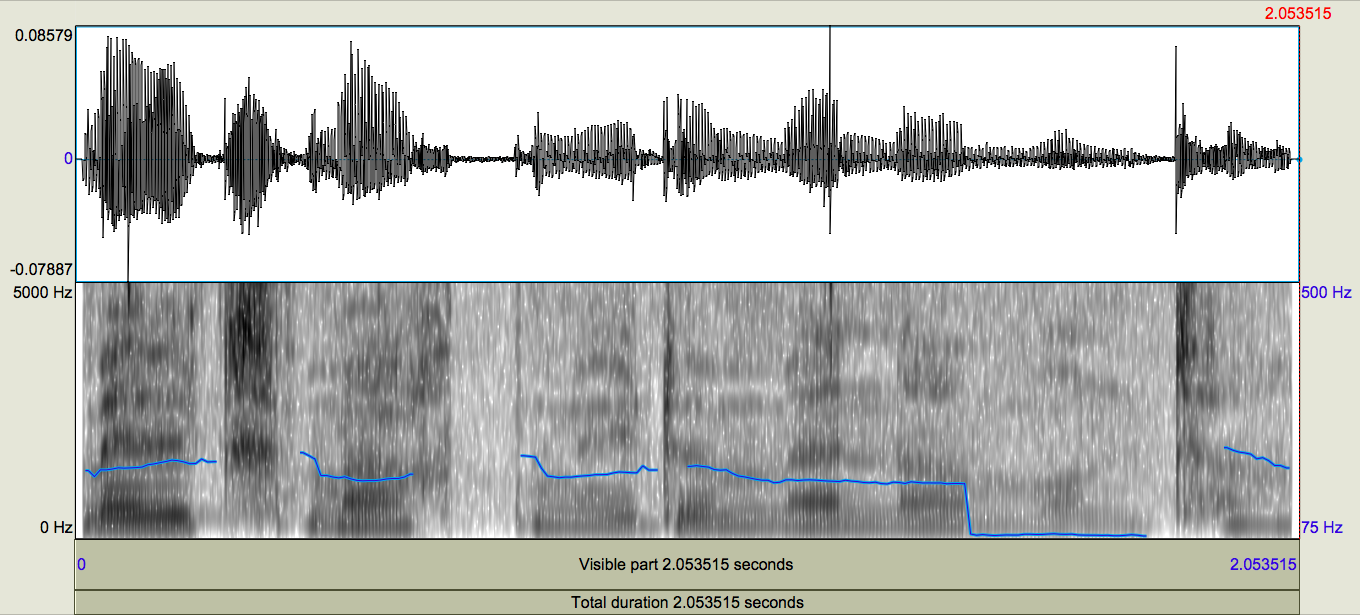 2.053515
0.08579
0
-0.07887
5000 Hz
500 Hz
0 Hz
75 Hz
0
Visible part 2.053515 seconds
2.053515
Total duration 2.053515 seconds